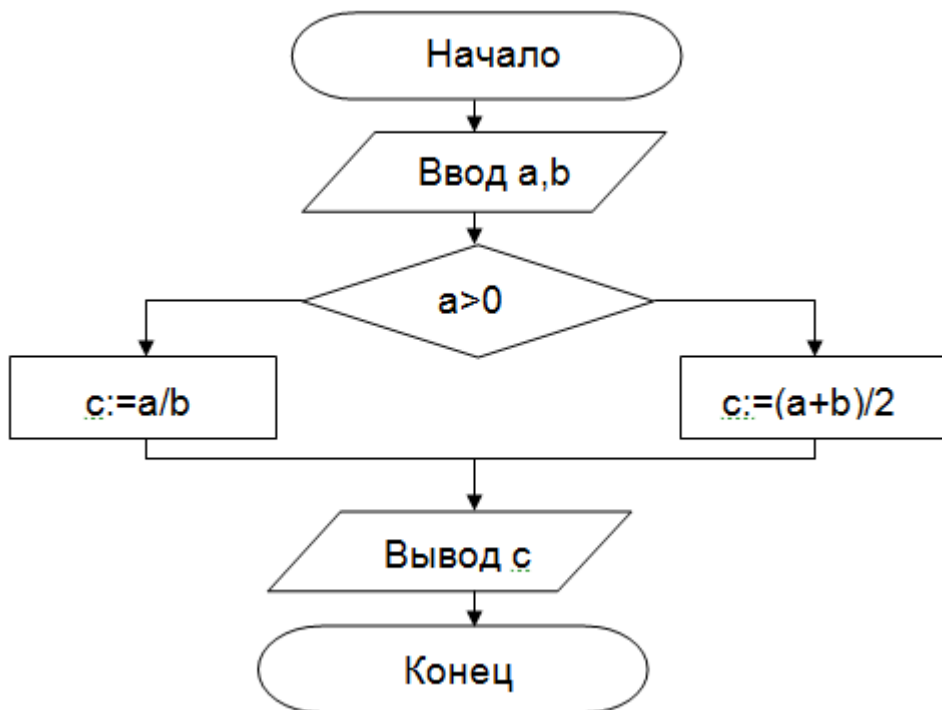 Начало
Ввод a,b
a>0
c:=a/b
c:=(a+b)/2
Вывод c
Конец